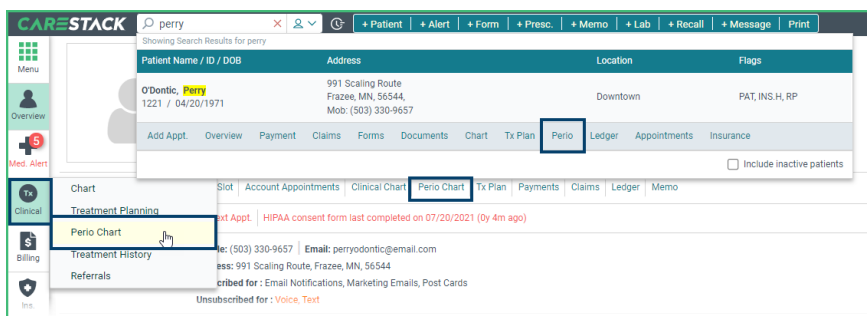 CARESTACK
perry
+ Patient
+ Alert
+ Form
+ Presc.
+ Memo
+ Lab
+ Recall
+ Message
Print
Showing Search Results for perry
Patient Name / ID / DOB
Address
Location
Flags
O'Dontic, Perry
1221 / 04/20/1971
991 Scaling Route
Frazee, MN, 56544,
Mob: (503) 330-9657
Downtown
PAT, INS.H, RP
Add Appt.
Overview
Payment
Claims
Forms
Documents
Chart
Tx Plan
Perio
Ledger
Appointments
Insurance
Include inactive patients
Menu
Overview
5
Med. Alert
Tx
Clinical
Billing
Ins.
Chart
Treatment Planning
Perio Chart
Treatment History
Referrals
Slot
Account Appointments
Clinical Chart
Perio Chart
Tx Plan
Payments
Claims
Ledger
Memo
ext Appt.
HIPAA consent form last completed on 07/20/2021 (0y 4m ago)
le: (503) 330-9657
Email: perryodontic@email.com
ess: 991 Scaling Route, Frazee, MN, 56544
cribed for : Email Notifications, Marketing Emails, Post Cards
Unsubscribed for : Voice, Text